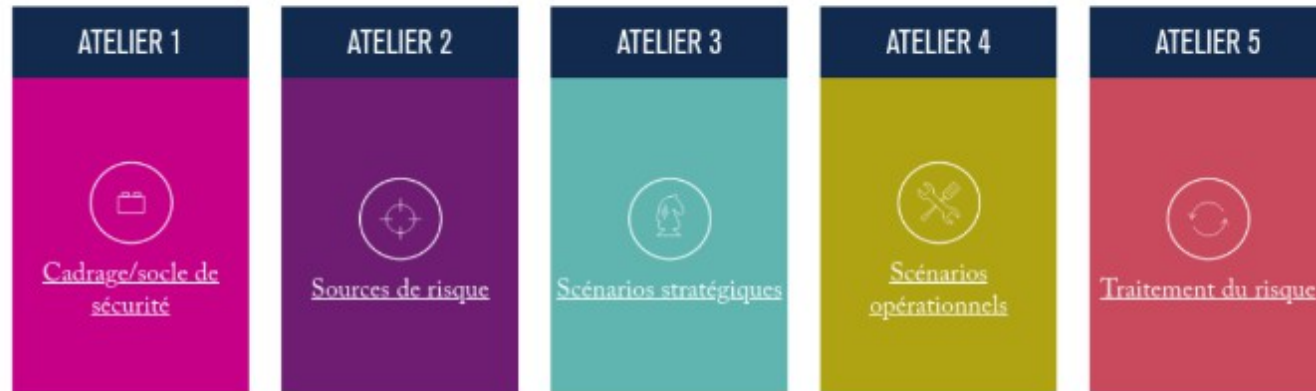 ATELIER 1
Cadrage/socle de
sécurité
ATELIER 2
Sources de risque
ATELIER 3
Scénarios stratégiques
ATELIER 4
Scénarios
opérationnels
ATELIER 5
Traitement du risque